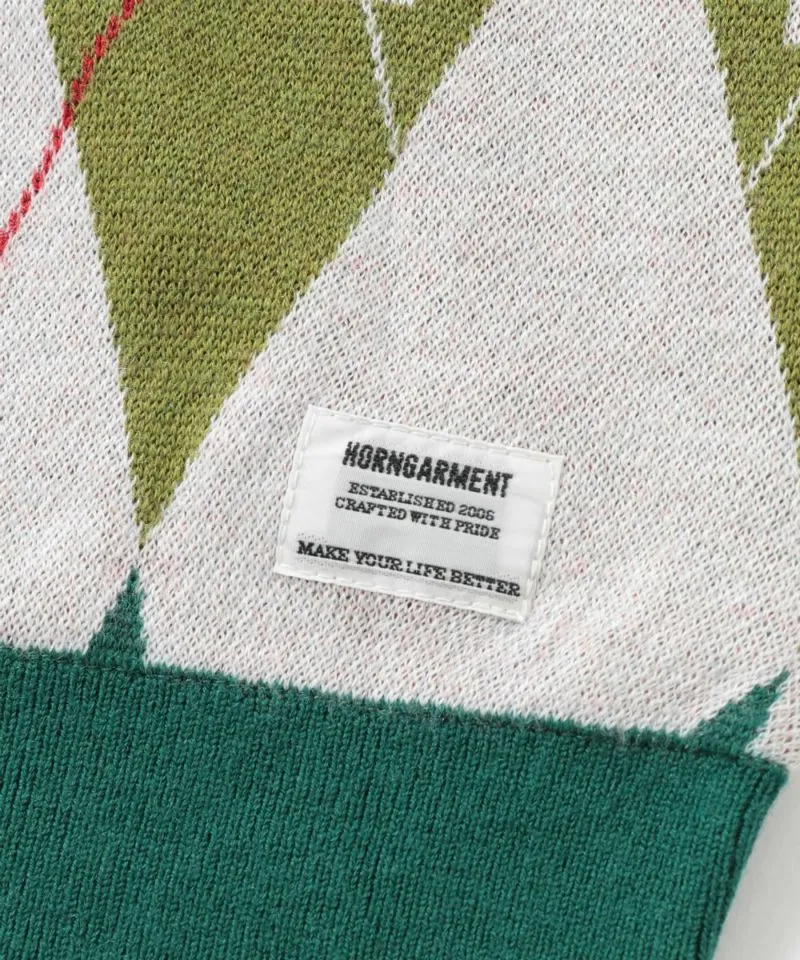 HORNGARMENT
ESTABLISHED 2006
CRAFTED WITH PRIDE
MAKE YOUR LIFE BETTER